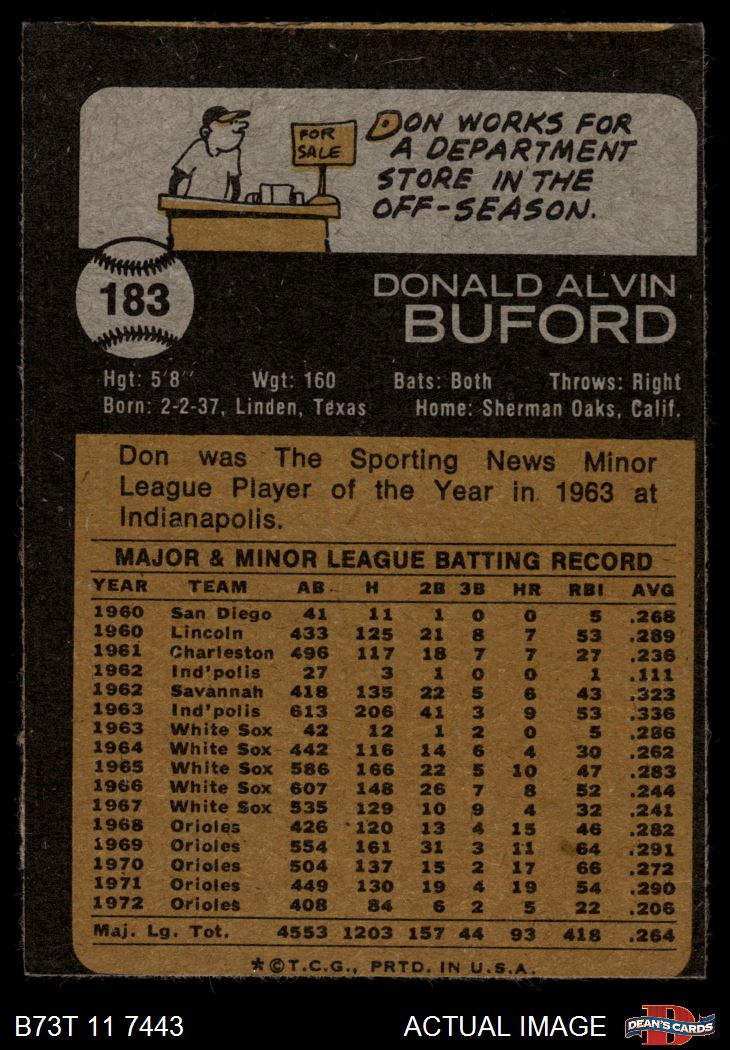 FOR
SALE
DON WORKS FOR
A DEPARTMENT
STORE IN THE
OFF-SEASON.
183
DONALD ALVIN
BUFORD
Hgt: 5'8" Wgt: 160 Bats: Both Throws: Right
Born: 2-2-37, Linden, Texas Home: Sherman Oaks, Calif.
Don was The Sporting News Minor
League Player of the Year in 1963 at
Indianapolis.
MAJOR & MINOR LEAGUE BATTING RECORD
YEAR TEAM AB H 2B 3B HR RBI AVG
1960 San Diego 41 11 1 0 0 5 .268
1960 Lincoln 433 125 21 8 7 53 .289
1961 Charleston 496 117 18 7 7 27 .236
1962 Ind'polis 27 3 1 0 0 1 .111
1962 Savannah 418 135 22 5 6 43 .323
1963 Ind'polis 613 206 41 3 9 53 .336
1963 White Sox 42 12 1 2 0 5 .286
1964 White Sox 442 116 14 6 4 30 .262
1965 White Sox 586 166 22 5 10 47 .283
1966 White Sox 607 148 26 7 8 52 .244
1967 White Sox 535 129 10 9 4 32 .241
1968 Orioles 426 120 13 4 15 46 .282
1969 Orioles 554 161 31 3 11 64 .291
1970 Orioles 504 137 15 2 17 66 .272
1971 Orioles 449 130 19 4 19 54 .290
1972 Orioles 408 84 6 2 5 22 .206
Maj. Lg. Tot. 4553 1203 157 44 93 418 .264
*©T.C.G., PRTD. IN U.S.A.
B73T 11 7443 ACTUAL IMAGE
D
DEAN'S CARDS